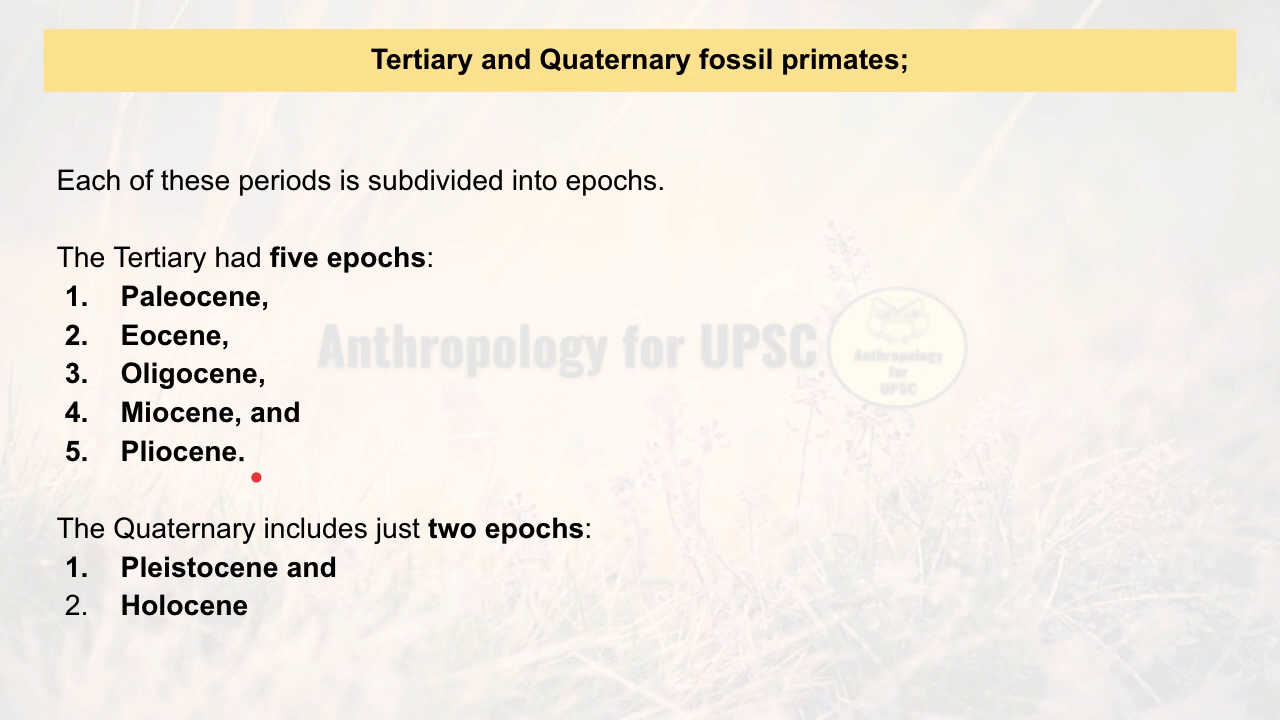 Tertiary and Quaternary fossil primates;
Each of these periods is subdivided into epochs.
The Tertiary had five epochs:
1. Paleocene,
2. Eocene,
3. Oligocene,
4. Miocene, and
5. Pliocene.
The Quaternary includes just two epochs:
1. Pleistocene and
2. Holocene
Anthropology for UPSC
Anthropology
for
UPSC